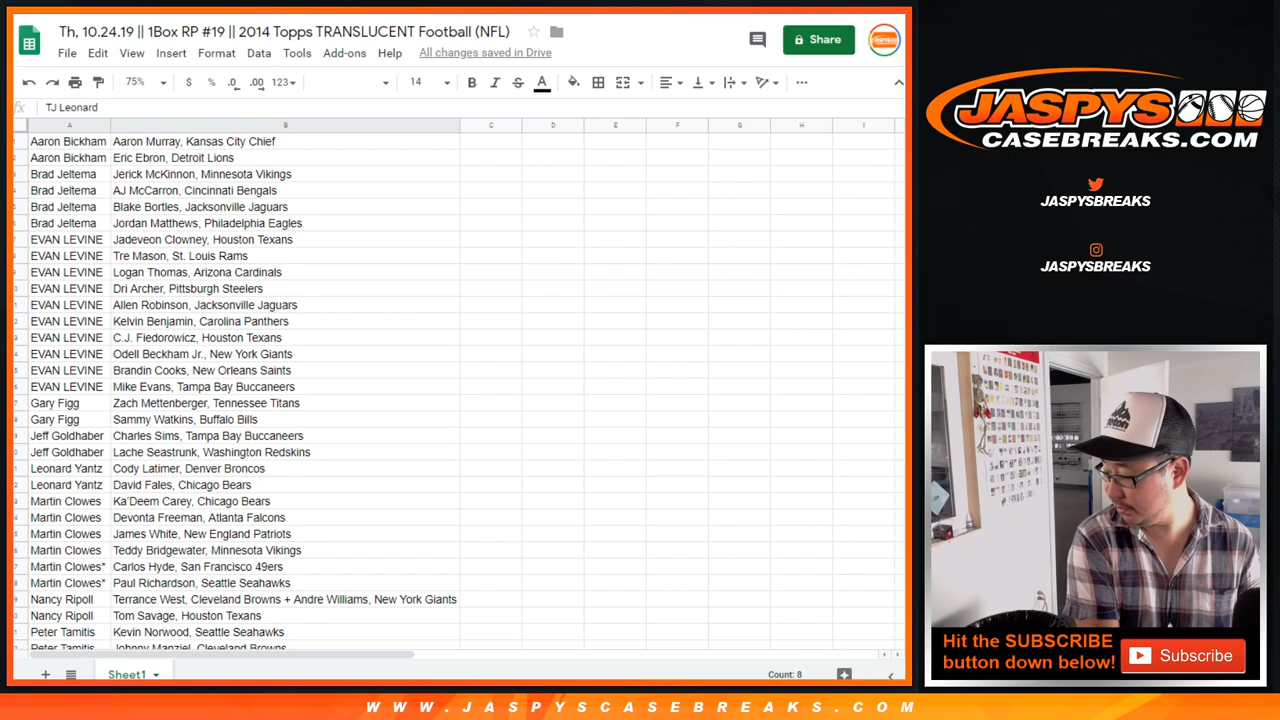 Th, 10.24.19 || 1Box RP #19 || 2014 Topps TRANSLUCENT Football (NFL)
File Edit View Insert Format Data Tools Add-ons Help All changes saved in Drive
Share
75% $ % .0 .00 123 14 B I S A
fx TJ Leonard
A B C D E F G H I
Aaron Bickham Aaron Murray, Kansas City Chief
Aaron Bickham Eric Ebron, Detroit Lions
Brad Jeltema Jerick McKinnon, Minnesota Vikings
Brad Jeltema AJ McCarron, Cincinnati Bengals
Brad Jeltema Blake Bortles, Jacksonville Jaguars
Brad Jeltema Jordan Matthews, Philadelphia Eagles
EVAN LEVINE Jadeveon Clowney, Houston Texans
EVAN LEVINE Tre Mason, St. Louis Rams
EVAN LEVINE Logan Thomas, Arizona Cardinals
EVAN LEVINE Dri Archer, Pittsburgh Steelers
EVAN LEVINE Allen Robinson, Jacksonville Jaguars
EVAN LEVINE Kelvin Benjamin, Carolina Panthers
EVAN LEVINE C.J. Fiedorowicz, Houston Texans
EVAN LEVINE Odell Beckham Jr., New York Giants
EVAN LEVINE Brandin Cooks, New Orleans Saints
EVAN LEVINE Mike Evans, Tampa Bay Buccaneers
Gary Figg Zach Mettenberger, Tennessee Titans
Gary Figg Sammy Watkins, Buffalo Bills
Jeff Goldhaber Charles Sims, Tampa Bay Buccaneers
Jeff Goldhaber Lache Seastrunk, Washington Redskins
Leonard Yantz Cody Latimer, Denver Broncos
Leonard Yantz David Fales, Chicago Bears
Martin Clowes Ka'Deem Carey, Chicago Bears
Martin Clowes Devonta Freeman, Atlanta Falcons
Martin Clowes James White, New England Patriots
Martin Clowes Teddy Bridgewater, Minnesota Vikings
Martin Clowes* Carlos Hyde, San Francisco 49ers
Martin Clowes* Paul Richardson, Seattle Seahawks
Nancy Ripoll Terrance West, Cleveland Browns + Andre Williams, New York Giants
Nancy Ripoll Tom Savage, Houston Texans
Peter Tamitis Kevin Norwood, Seattle Seahawks
Peter Tamitis Johnny Manziel, Cleveland Browns
Sheet1 Count: 8
JASPYS
CASEBREAKS.COM
JASPYSBREAKS
JASPYSBREAKS
Hit the SUBSCRIBE
button down below!
Subscribe
WWW.JASPYSCASEBREAKS.COM